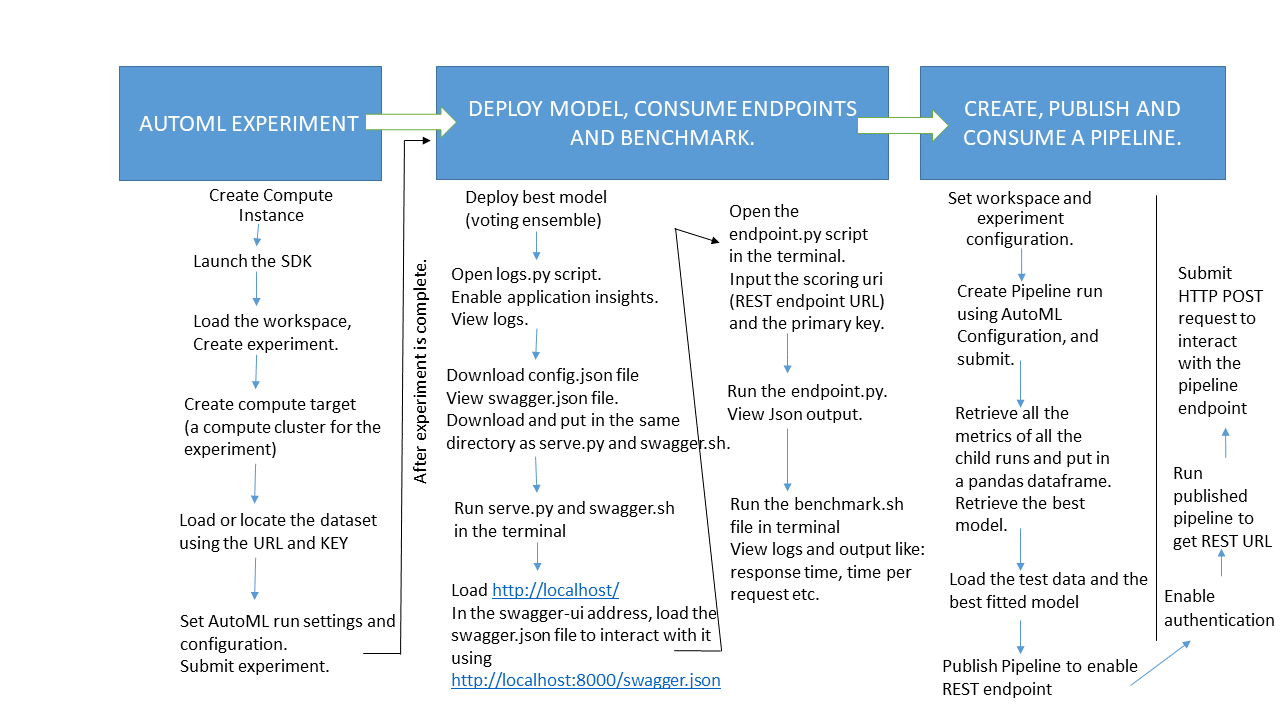 AUTOML EXPERIMENT
Create Compute
Instance
Launch the SDK
Load the workspace,
Create experiment.
Create compute target
(a compute cluster for the
experiment)
Load or locate the dataset
using the URL and KEY
Set AutoML run settings and
configuration.
Submit experiment.
After experiment is complete.
DEPLOY MODEL, CONSUME ENDPOINTS
AND BENCHMARK.
Deploy best model
(voting ensemble)
Open logs.py script.
Enable application insights.
View logs.
Download config.json file
View swagger.json file.
Download and put in the same
directory as serve.py and swagger.sh.
Run serve.py and swagger.sh
in the terminal
Load http://localhost/
In the swagger-ui address, load the
swagger.json file to interact with it
using
http://localhost:8000/swagger.json
Open the
endpoint.py script
in the terminal.
Input the scoring uri
(REST endpoint URL)
and the primary key.
Run the endpoint.py.
View Json output.
Run the benchmark.sh
file in terminal
View logs and output like:
response time, time per
request etc.
CREATE, PUBLISH AND
CONSUME A PIPELINE.
Set workspace and
experiment
configuration.
Create Pipeline run
using AutoML
Configuration, and
submit.
Retrieve all the
metrics of all the
child runs and put in
a pandas dataframe.
Retrieve the best
model.
Load the test data and the
best fitted model
Publish Pipeline to enable
REST endpoint
Enable
authentication
Run
published
pipeline to
get REST URL
Submit
HTTP POST
request to
interact
with the
pipeline
endpoint